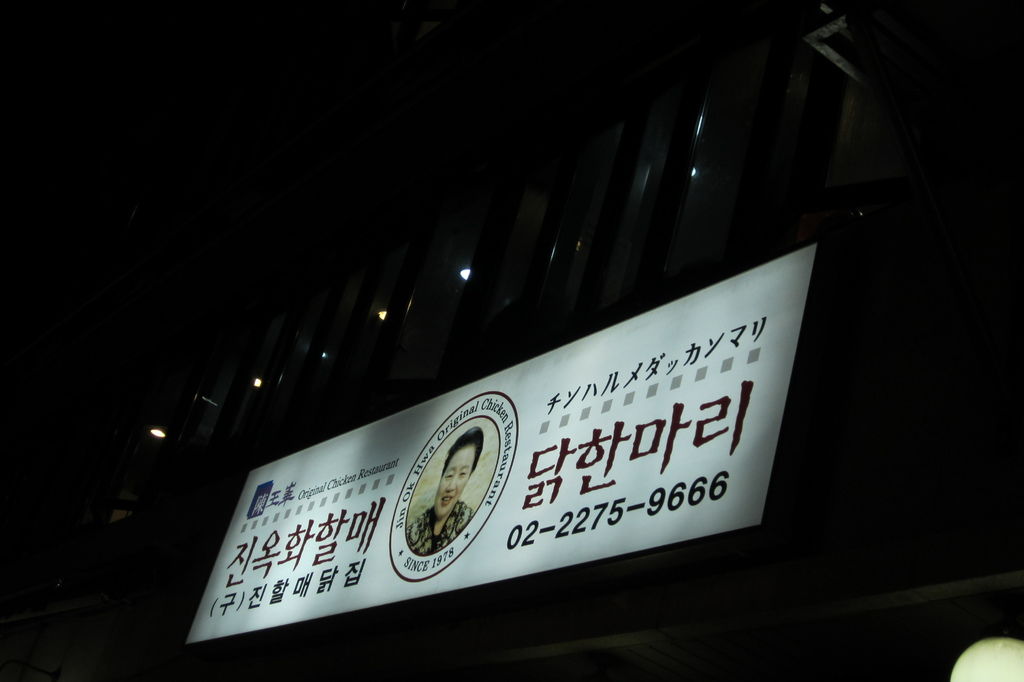 陳玉華 Original Chicken Restaurant
진옥화할매
(구)진할매닭집
Jin Ok Hwa Original Chicken Restaurant
SINCE 1978
チンハルメダッカンマリ
닭한마리
02-2275-9666